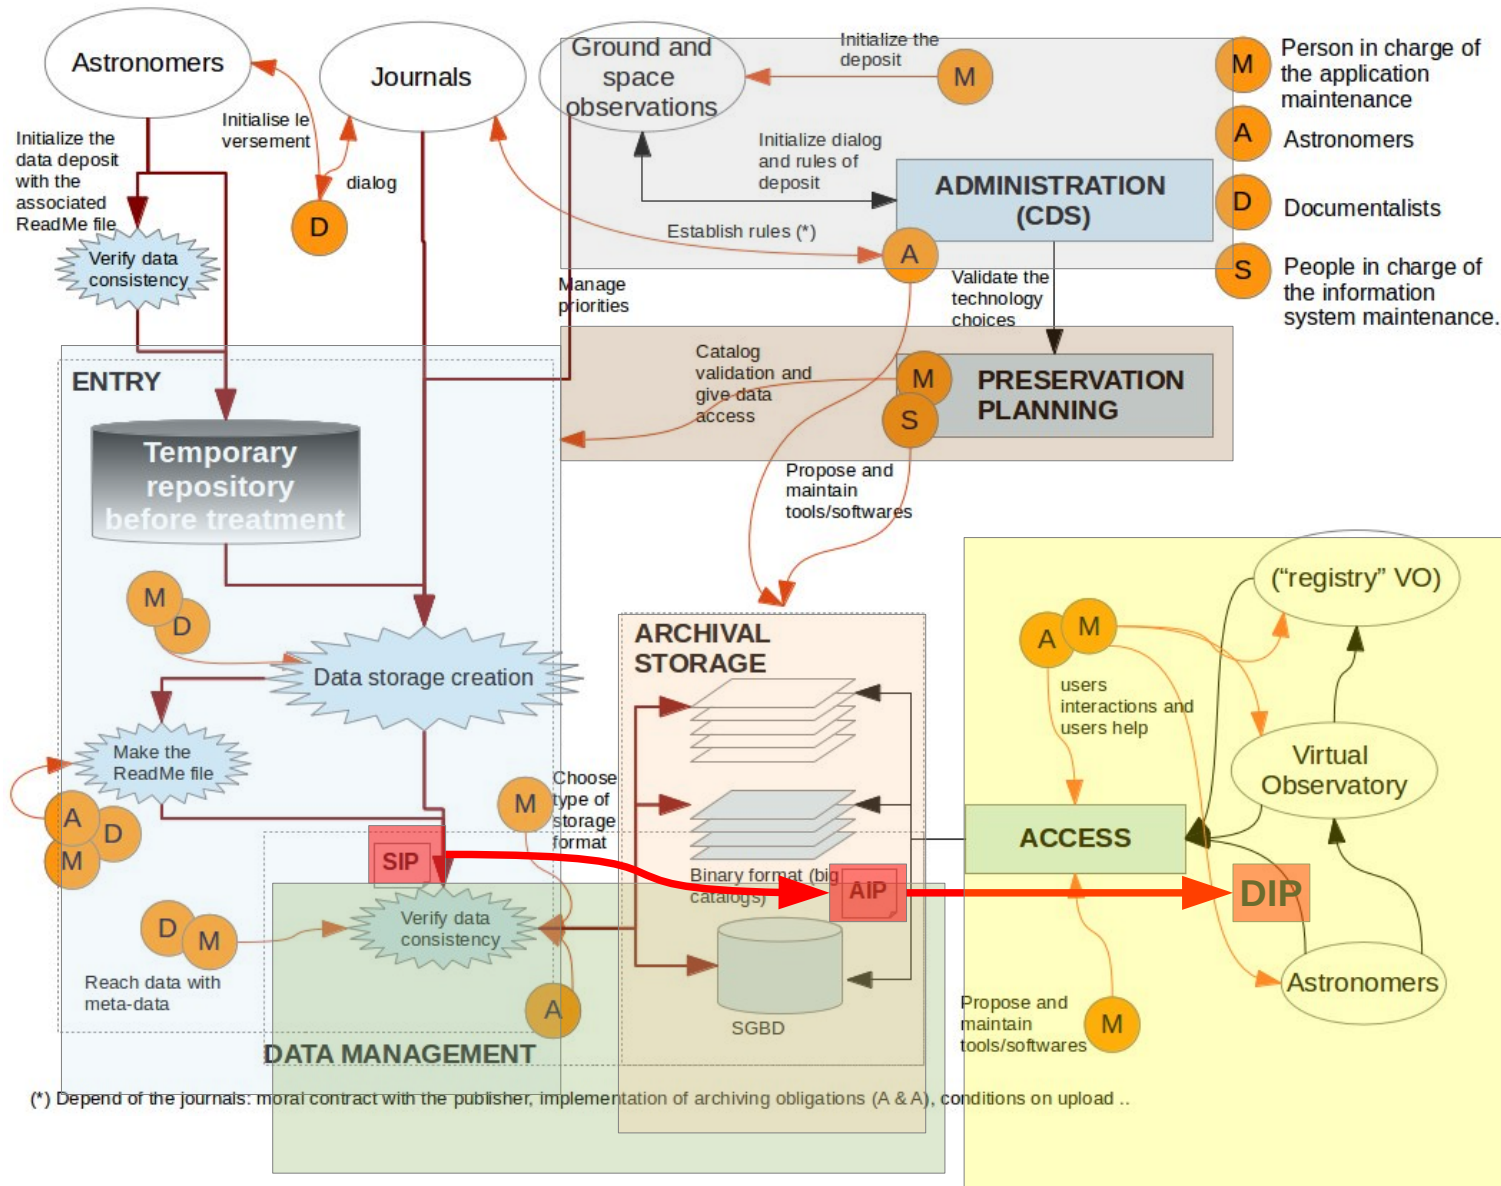 Astronomers
Journals
Ground and
space
observations
Initialize the
deposit
M
M
Person in charge of
the application
maintenance
A
Astronomers
D
Documentalists
S
People in charge of
the information
system maintenance.
Initialize the
data deposit
with the
associated
ReadMe file
Initialise le
versement
dialog
D
Initialize dialog
and rules of
deposit
ADMINISTRATION
(CDS)
Establish rules (*)
A
Verify data
consistency
Manage
priorities
Validate the
technology
choices
ENTRY
Catalog
validation and
give data
access
M
S
PRESERVATION
PLANNING
Temporary
repository
before treatment
Propose and
maintain
tools/softwares
M
D
Data storage creation
ARCHIVAL
STORAGE
(“registry” VO)
A
M
users
interactions and
users help
Make the
ReadMe file
Virtual
Observatory
A
D
M
M
Choose
type of
storage
format
ACCESS
SIP
Binary format (big
catalogs)
AIP
DIP
Verify data
consistency
D
M
Reach data with
meta-data
A
SGBD
Astronomers
Propose and
maintain
tools/softwares
M
DATA MANAGEMENT
(*) Depend of the journals: moral contract with the publisher, implementation of archiving obligations (A & A), conditions on upload ..